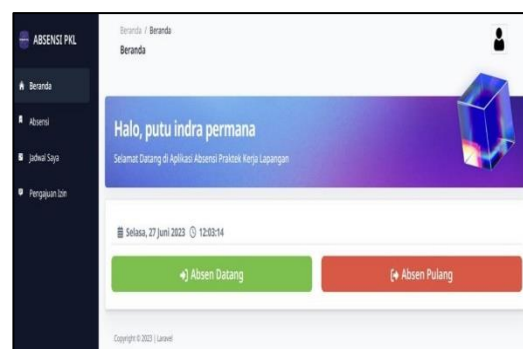 ABSENSI PKL
Beranda
Absensi
Jadwal Saya
Pengajuan Izin
Beranda / Beranda
Beranda
Halo, putu indra permana
Selamat Datang di Aplikasi Absensi Praktek Kerja Lapangan
Selasa, 27 Juni 2023 12:03:14
Absen Datang
Absen Pulang
Copyright © 2023 | Laravel